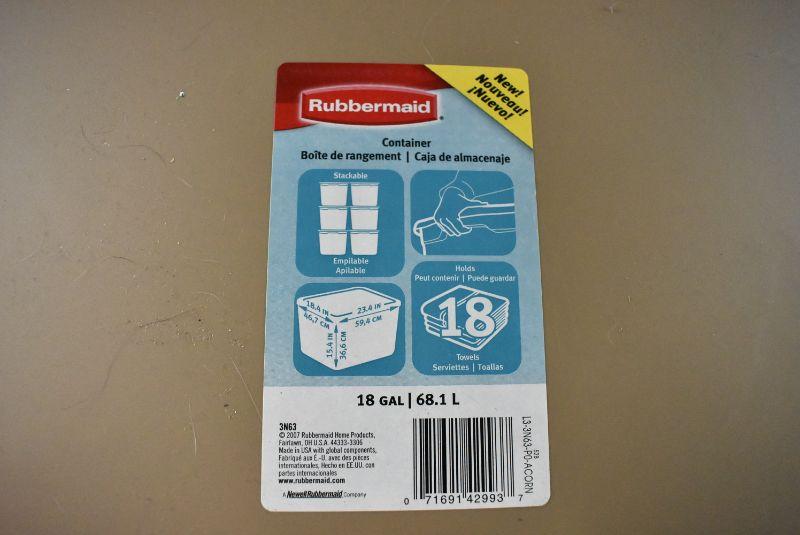 Rubbermaid®
New!
Nouveau!
¡Nuevo!
Container
Boîte de rangement | Caja de almacenaje
Stackable
Empilable
Apilable
18.4 IN
46,7 CM
23.4 IN
59,4 CM
15.4 IN
36,6 CM
Holds
Peut contenir | Puede guardar
18
Towels
Serviettes | Toallas
18 GAL | 68.1 L
3N63
© 2007 Rubbermaid Home Products,
Fairlawn, OH U.S.A. 44333-3306
Made in USA with global components,
Fabriqué aux É.-U. avec des pièces
internationales, Hecho en EE.UU. con
partes internacionales
www.rubbermaid.com
A NewellRubbermaid Company
0 71691 42993 7
L3-3N63-P0-ACORN